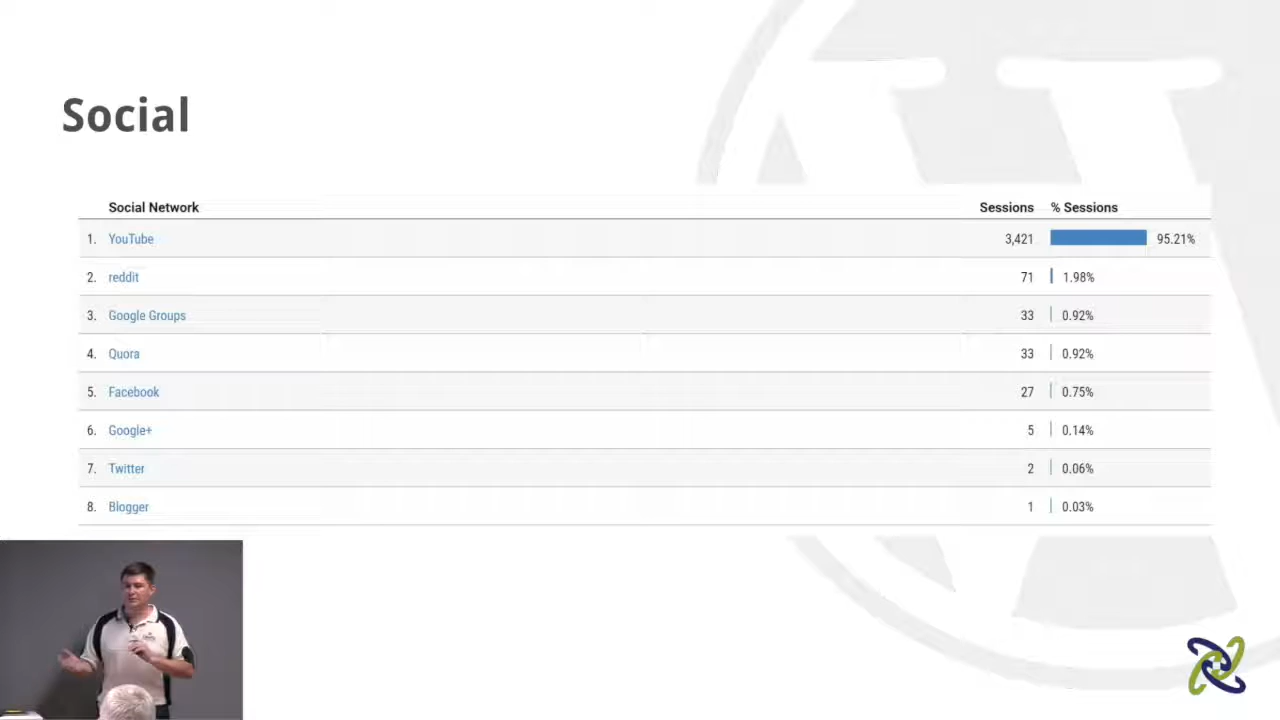 Social
Social Network Sessions % Sessions
1. YouTube 3,421 95.21%
2. reddit 71 1.98%
3. Google Groups 33 0.92%
4. Quora 33 0.92%
5. Facebook 27 0.75%
6. Google+ 5 0.14%
7. Twitter 2 0.06%
8. Blogger 1 0.03%